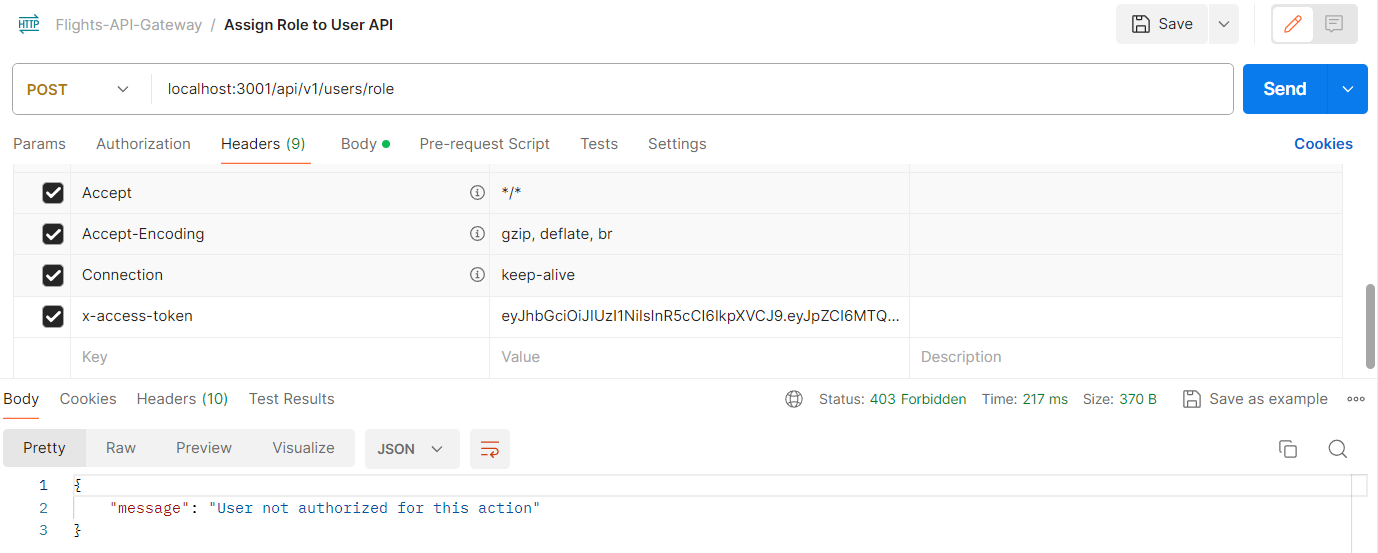 HTTP Flights-API-Gateway / Assign Role to User API Save
POST localhost:3001/api/v1/users/role Send
Params Authorization Headers (9) Body Pre-request Script Tests Settings Cookies
Accept */*
Accept-Encoding gzip, deflate, br
Connection keep-alive
x-access-token eyJhbGciOiJIUzI1NiIsInR5cCI6IkpXVCJ9.eyJpZCI6MTQ...
Key Value Description
Body Cookies Headers (10) Test Results Status: 403 Forbidden Time: 217 ms Size: 370 B Save as example
Pretty Raw Preview Visualize JSON
1 {
2 "message": "User not authorized for this action"
3 }